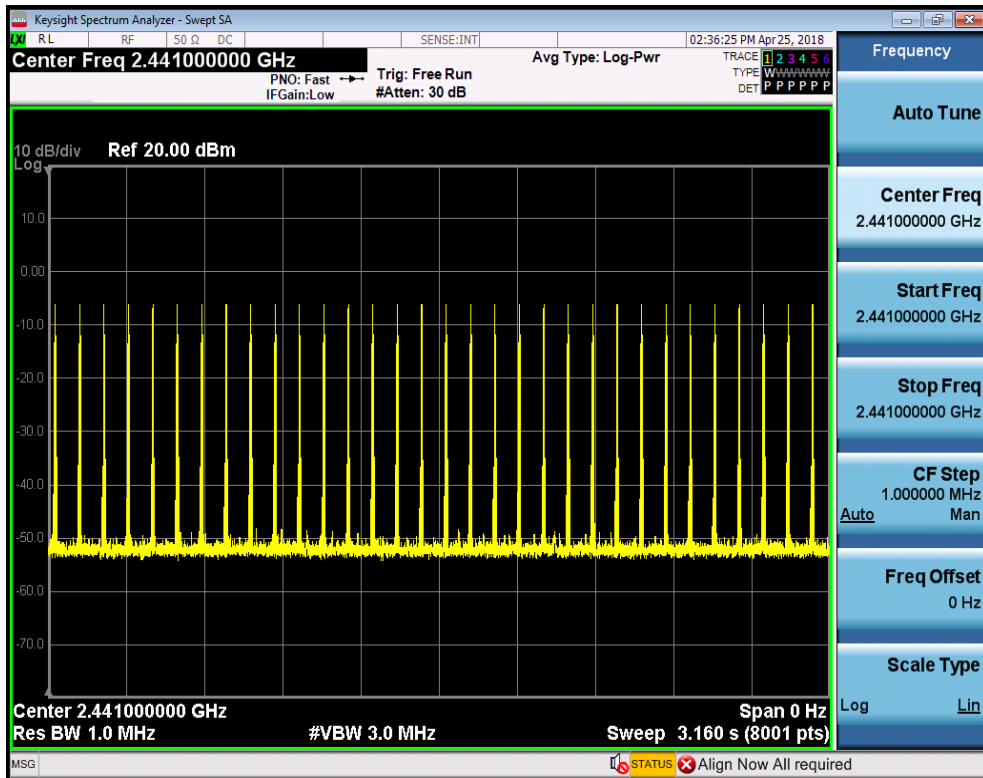 Keysight Spectrum Analyzer - Swept SA
LXI RL RF 50 Ω DC SENSE:INT 02:36:25 PM Apr 25, 2018
Center Freq 2.441000000 GHz
PNO: Fast
IFGain:Low
Trig: Free Run
#Atten: 30 dB
Avg Type: Log-Pwr
TRACE 1 2 3 4 5 6
TYPE WWWWWWW
DET P P P P P P
10 dB/div
Log
Ref 20.00 dBm
10.0
0.00
-10.0
-20.0
-30.0
-40.0
-50.0
-60.0
-70.0
Center 2.441000000 GHz
Span 0 Hz
Res BW 1.0 MHz
#VBW 3.0 MHz
Sweep 3.160 s (8001 pts)
MSG
STATUS
Align Now All required
Frequency
Auto Tune
Center Freq
2.441000000 GHz
Start Freq
2.441000000 GHz
Stop Freq
2.441000000 GHz
CF Step
1.000000 MHz
Auto Man
Freq Offset
0 Hz
Scale Type
Log Lin